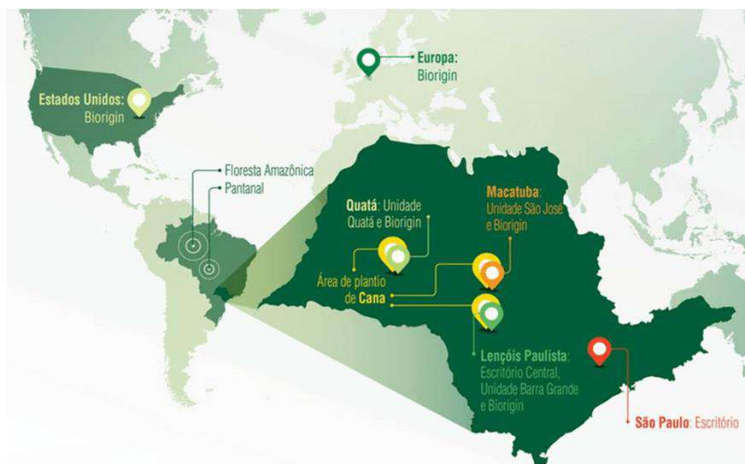 Europa:
Biorigin
Estados Unidos:
Biorigin
Floresta Amazônica
Pantanal
Quatá: Unidade
Quatá e Biorigin
Macatuba:
Unidade São José
e Biorigin
Área de plantio
de Cana
Lençóis Paulista:
Escritório Central,
Unidade Barra Grande
e Biorigin
São Paulo: Escritório